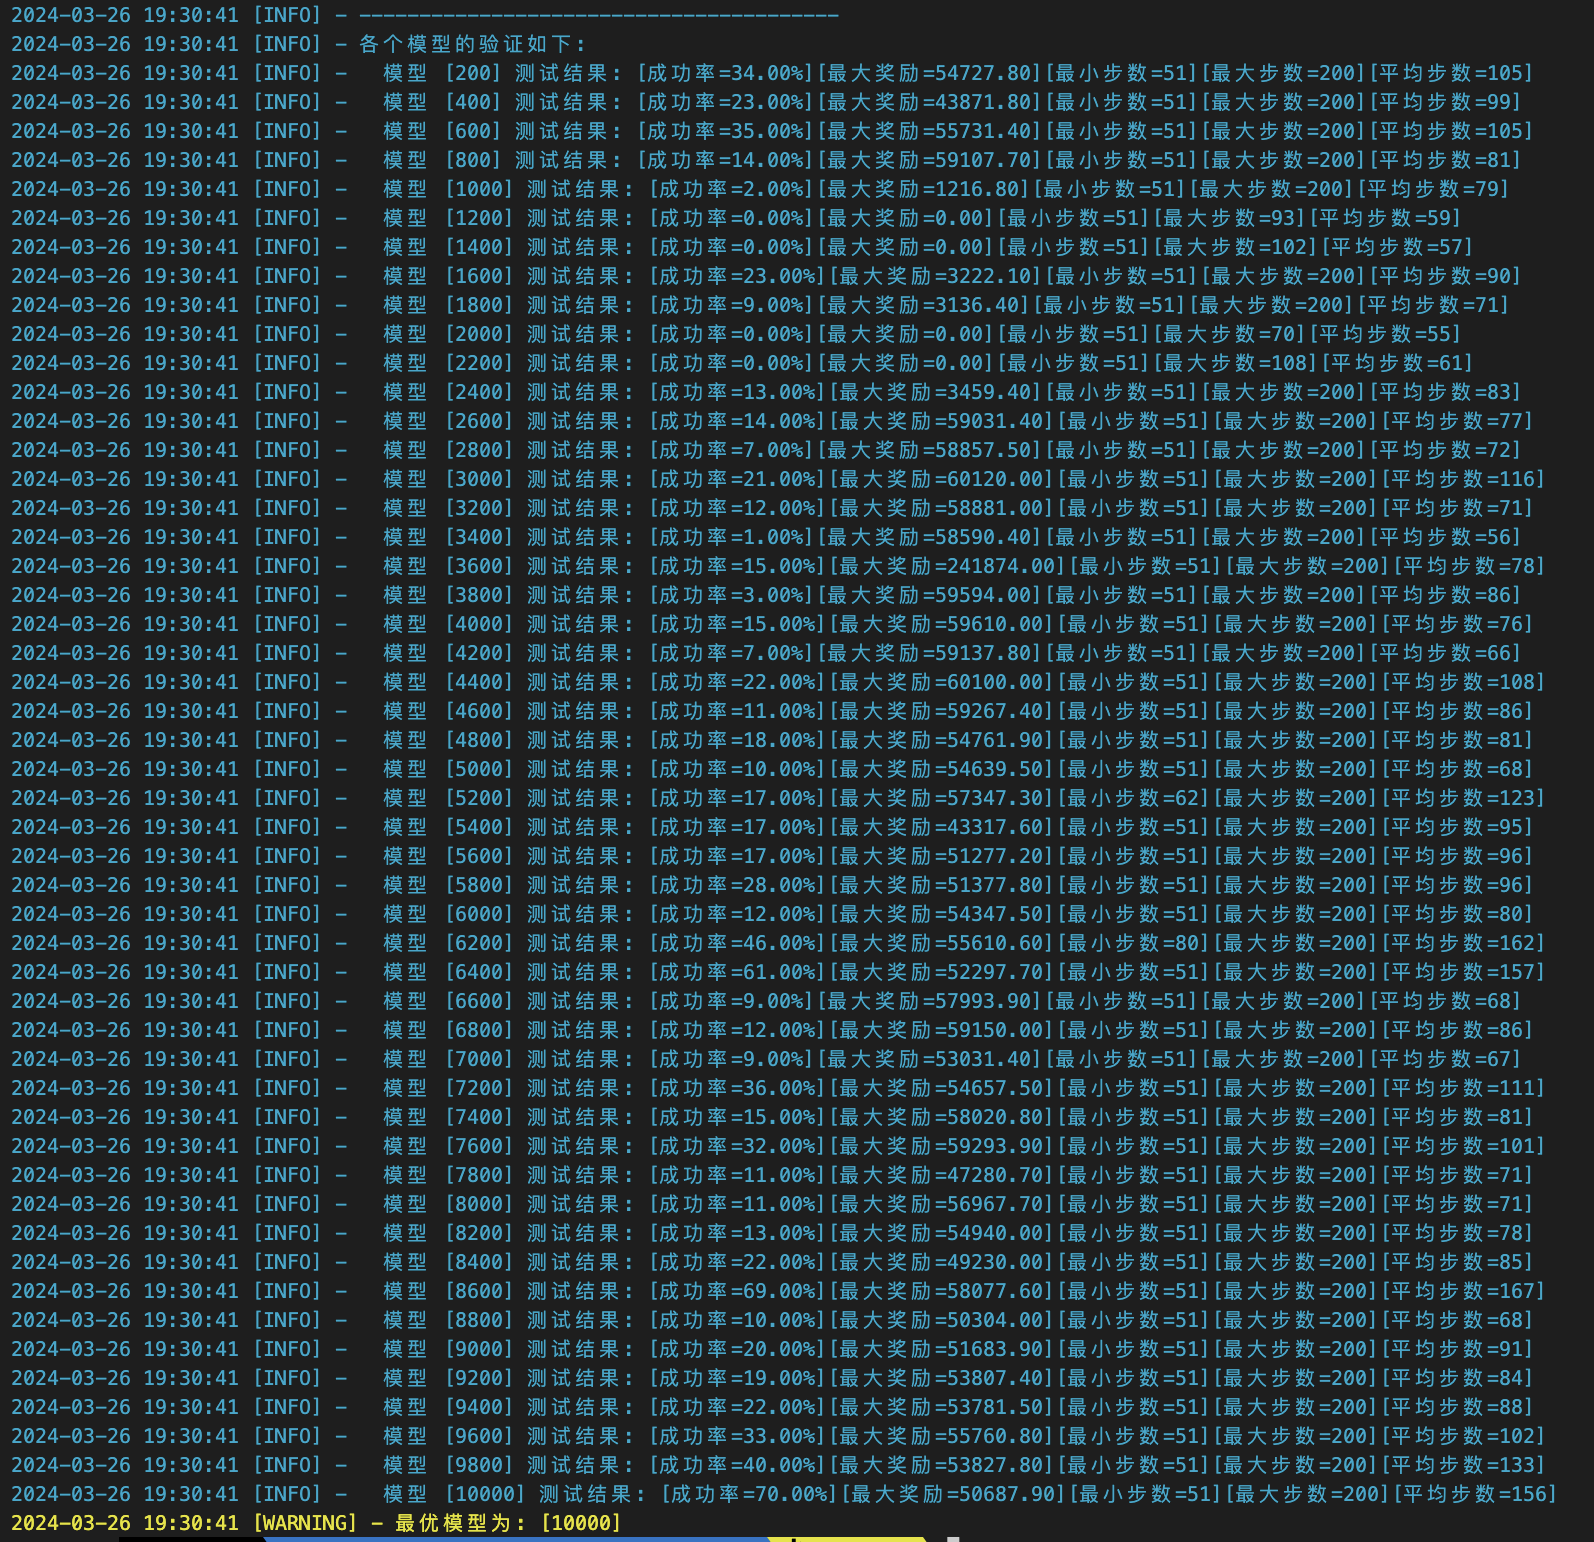 2024-03-26 19:30:41 [INFO] - ----------------------------------------
2024-03-26 19:30:41 [INFO] - 各个模型的验证如下:
2024-03-26 19:30:41 [INFO] -   模型 [200] 测试结果: [成功率=34.00%][最大奖励=54727.80][最小步数=51][最大步数=200][平均步数=105]
2024-03-26 19:30:41 [INFO] -   模型 [400] 测试结果: [成功率=23.00%][最大奖励=43871.80][最小步数=51][最大步数=200][平均步数=99]
2024-03-26 19:30:41 [INFO] -   模型 [600] 测试结果: [成功率=35.00%][最大奖励=55731.40][最小步数=51][最大步数=200][平均步数=105]
2024-03-26 19:30:41 [INFO] -   模型 [800] 测试结果: [成功率=14.00%][最大奖励=59107.70][最小步数=51][最大步数=200][平均步数=81]
2024-03-26 19:30:41 [INFO] -   模型 [1000] 测试结果: [成功率=2.00%][最大奖励=1216.80][最小步数=51][最大步数=200][平均步数=79]
2024-03-26 19:30:41 [INFO] -   模型 [1200] 测试结果: [成功率=0.00%][最大奖励=0.00][最小步数=51][最大步数=93][平均步数=59]
2024-03-26 19:30:41 [INFO] -   模型 [1400] 测试结果: [成功率=0.00%][最大奖励=0.00][最小步数=51][最大步数=102][平均步数=57]
2024-03-26 19:30:41 [INFO] -   模型 [1600] 测试结果: [成功率=23.00%][最大奖励=3222.10][最小步数=51][最大步数=200][平均步数=90]
2024-03-26 19:30:41 [INFO] -   模型 [1800] 测试结果: [成功率=9.00%][最大奖励=3136.40][最小步数=51][最大步数=200][平均步数=71]
2024-03-26 19:30:41 [INFO] -   模型 [2000] 测试结果: [成功率=0.00%][最大奖励=0.00][最小步数=51][最大步数=70][平均步数=55]
2024-03-26 19:30:41 [INFO] -   模型 [2200] 测试结果: [成功率=0.00%][最大奖励=0.00][最小步数=51][最大步数=108][平均步数=61]
2024-03-26 19:30:41 [INFO] -   模型 [2400] 测试结果: [成功率=13.00%][最大奖励=3459.40][最小步数=51][最大步数=200][平均步数=83]
2024-03-26 19:30:41 [INFO] -   模型 [2600] 测试结果: [成功率=14.00%][最大奖励=59031.40][最小步数=51][最大步数=200][平均步数=77]
2024-03-26 19:30:41 [INFO] -   模型 [2800] 测试结果: [成功率=7.00%][最大奖励=58857.50][最小步数=51][最大步数=200][平均步数=72]
2024-03-26 19:30:41 [INFO] -   模型 [3000] 测试结果: [成功率=21.00%][最大奖励=60120.00][最小步数=51][最大步数=200][平均步数=116]
2024-03-26 19:30:41 [INFO] -   模型 [3200] 测试结果: [成功率=12.00%][最大奖励=58881.00][最小步数=51][最大步数=200][平均步数=71]
2024-03-26 19:30:41 [INFO] -   模型 [3400] 测试结果: [成功率=1.00%][最大奖励=58590.40][最小步数=51][最大步数=200][平均步数=56]
2024-03-26 19:30:41 [INFO] -   模型 [3600] 测试结果: [成功率=15.00%][最大奖励=241874.00][最小步数=51][最大步数=200][平均步数=78]
2024-03-26 19:30:41 [INFO] -   模型 [3800] 测试结果: [成功率=3.00%][最大奖励=59594.00][最小步数=51][最大步数=200][平均步数=86]
2024-03-26 19:30:41 [INFO] -   模型 [4000] 测试结果: [成功率=15.00%][最大奖励=59610.00][最小步数=51][最大步数=200][平均步数=76]
2024-03-26 19:30:41 [INFO] -   模型 [4200] 测试结果: [成功率=7.00%][最大奖励=59137.80][最小步数=51][最大步数=200][平均步数=66]
2024-03-26 19:30:41 [INFO] -   模型 [4400] 测试结果: [成功率=22.00%][最大奖励=60100.00][最小步数=51][最大步数=200][平均步数=108]
2024-03-26 19:30:41 [INFO] -   模型 [4600] 测试结果: [成功率=11.00%][最大奖励=59267.40][最小步数=51][最大步数=200][平均步数=86]
2024-03-26 19:30:41 [INFO] -   模型 [4800] 测试结果: [成功率=18.00%][最大奖励=54761.90][最小步数=51][最大步数=200][平均步数=81]
2024-03-26 19:30:41 [INFO] -   模型 [5000] 测试结果: [成功率=10.00%][最大奖励=54639.50][最小步数=51][最大步数=200][平均步数=68]
2024-03-26 19:30:41 [INFO] -   模型 [5200] 测试结果: [成功率=17.00%][最大奖励=57347.30][最小步数=62][最大步数=200][平均步数=123]
2024-03-26 19:30:41 [INFO] -   模型 [5400] 测试结果: [成功率=17.00%][最大奖励=43317.60][最小步数=51][最大步数=200][平均步数=95]
2024-03-26 19:30:41 [INFO] -   模型 [5600] 测试结果: [成功率=17.00%][最大奖励=51277.20][最小步数=51][最大步数=200][平均步数=96]
2024-03-26 19:30:41 [INFO] -   模型 [5800] 测试结果: [成功率=28.00%][最大奖励=51377.80][最小步数=51][最大步数=200][平均步数=96]
2024-03-26 19:30:41 [INFO] -   模型 [6000] 测试结果: [成功率=12.00%][最大奖励=54347.50][最小步数=51][最大步数=200][平均步数=80]
2024-03-26 19:30:41 [INFO] -   模型 [6200] 测试结果: [成功率=46.00%][最大奖励=55610.60][最小步数=80][最大步数=200][平均步数=162]
2024-03-26 19:30:41 [INFO] -   模型 [6400] 测试结果: [成功率=61.00%][最大奖励=52297.70][最小步数=51][最大步数=200][平均步数=157]
2024-03-26 19:30:41 [INFO] -   模型 [6600] 测试结果: [成功率=9.00%][最大奖励=57993.90][最小步数=51][最大步数=200][平均步数=68]
2024-03-26 19:30:41 [INFO] -   模型 [6800] 测试结果: [成功率=12.00%][最大奖励=59150.00][最小步数=51][最大步数=200][平均步数=86]
2024-03-26 19:30:41 [INFO] -   模型 [7000] 测试结果: [成功率=9.00%][最大奖励=53031.40][最小步数=51][最大步数=200][平均步数=67]
2024-03-26 19:30:41 [INFO] -   模型 [7200] 测试结果: [成功率=36.00%][最大奖励=54657.50][最小步数=51][最大步数=200][平均步数=111]
2024-03-26 19:30:41 [INFO] -   模型 [7400] 测试结果: [成功率=15.00%][最大奖励=58020.80][最小步数=51][最大步数=200][平均步数=81]
2024-03-26 19:30:41 [INFO] -   模型 [7600] 测试结果: [成功率=32.00%][最大奖励=59293.90][最小步数=51][最大步数=200][平均步数=101]
2024-03-26 19:30:41 [INFO] -   模型 [7800] 测试结果: [成功率=11.00%][最大奖励=47280.70][最小步数=51][最大步数=200][平均步数=71]
2024-03-26 19:30:41 [INFO] -   模型 [8000] 测试结果: [成功率=11.00%][最大奖励=56967.70][最小步数=51][最大步数=200][平均步数=71]
2024-03-26 19:30:41 [INFO] -   模型 [8200] 测试结果: [成功率=13.00%][最大奖励=54940.00][最小步数=51][最大步数=200][平均步数=78]
2024-03-26 19:30:41 [INFO] -   模型 [8400] 测试结果: [成功率=22.00%][最大奖励=49230.00][最小步数=51][最大步数=200][平均步数=85]
2024-03-26 19:30:41 [INFO] -   模型 [8600] 测试结果: [成功率=69.00%][最大奖励=58077.60][最小步数=51][最大步数=200][平均步数=167]
2024-03-26 19:30:41 [INFO] -   模型 [8800] 测试结果: [成功率=10.00%][最大奖励=50304.00][最小步数=51][最大步数=200][平均步数=68]
2024-03-26 19:30:41 [INFO] -   模型 [9000] 测试结果: [成功率=20.00%][最大奖励=51683.90][最小步数=51][最大步数=200][平均步数=91]
2024-03-26 19:30:41 [INFO] -   模型 [9200] 测试结果: [成功率=19.00%][最大奖励=53807.40][最小步数=51][最大步数=200][平均步数=84]
2024-03-26 19:30:41 [INFO] -   模型 [9400] 测试结果: [成功率=22.00%][最大奖励=53781.50][最小步数=51][最大步数=200][平均步数=88]
2024-03-26 19:30:41 [INFO] -   模型 [9600] 测试结果: [成功率=33.00%][最大奖励=55760.80][最小步数=51][最大步数=200][平均步数=102]
2024-03-26 19:30:41 [INFO] -   模型 [9800] 测试结果: [成功率=40.00%][最大奖励=53827.80][最小步数=51][最大步数=200][平均步数=133]
2024-03-26 19:30:41 [INFO] -   模型 [10000] 测试结果: [成功率=70.00%][最大奖励=50687.90][最小步数=51][最大步数=200][平均步数=156]
2024-03-26 19:30:41 [WARNING] - 最优模型为: [10000]